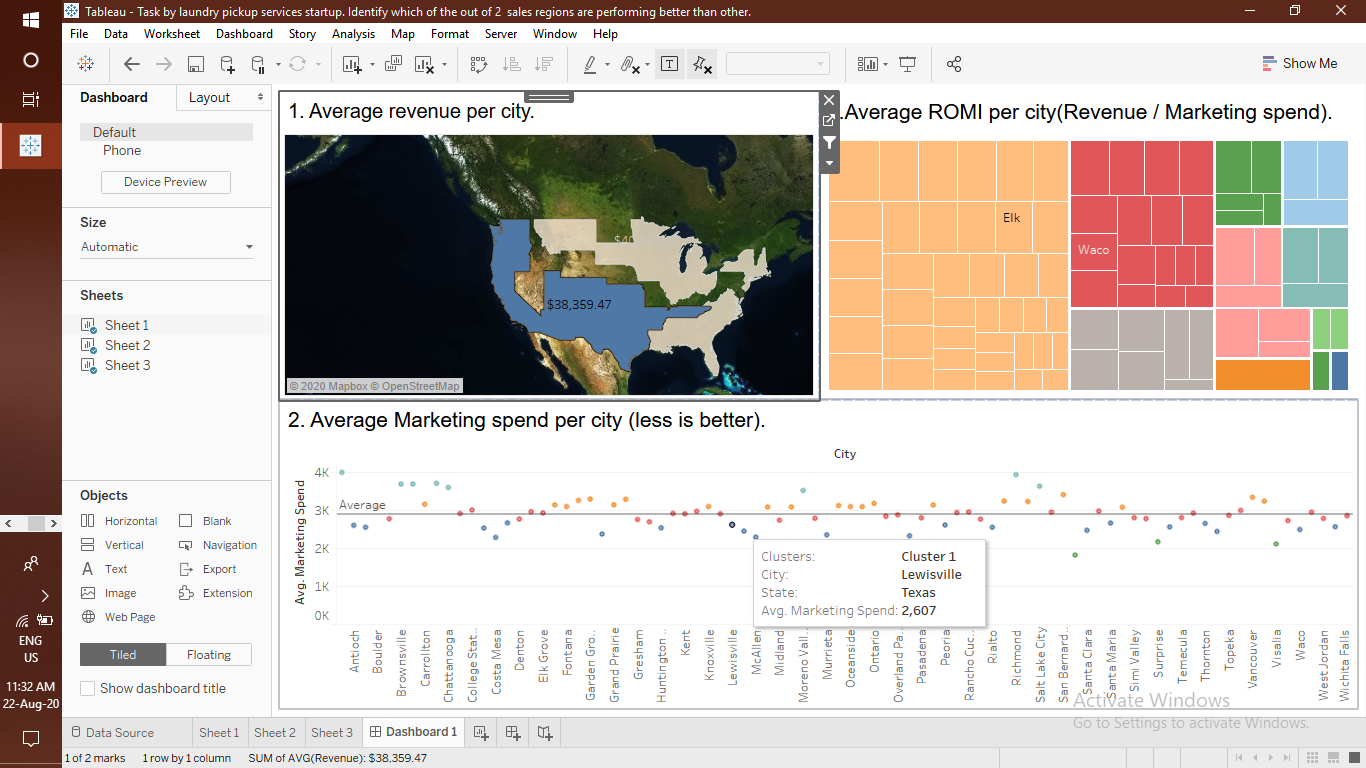 Tableau - Task by laundry pickup services startup. Identify which of the out of 2 sales regions are performing better than other.
File Data Worksheet Dashboard Story Analysis Map Format Server Window Help
Show Me
Dashboard Layout
Default
Phone
Device Preview
Size
Automatic
Sheets
Sheet 1
Sheet 2
Sheet 3
Objects
Horizontal Blank
Vertical Navigation
Text Export
Image Extension
Web Page
Tiled Floating
Show dashboard title
1. Average revenue per city.
$38,359.47
© 2020 Mapbox © OpenStreetMap
.Average ROMI per city(Revenue / Marketing spend).
Elk
Waco
2. Average Marketing spend per city (less is better).
City
Avg. Marketing Spend
4K
3K
2K
1K
0K
Average
Clusters: Cluster 1
City: Lewisville
State: Texas
Avg. Marketing Spend: 2,607
Antioch
Boulder
Brownsville
Carrollton
Chattanooga
College Stat..
Costa Mesa
Denton
Elk Grove
Fontana
Garden Gro..
Grand Prairie
Gresham
Huntington ..
Kent
Knoxville
Lewisville
McAllen
Midland
Moreno Vall..
Murrieta
Oceanside
Ontario
Overland Pa..
Pasadena
Peoria
Rancho Cuc..
Rialto
Richmond
Salt Lake City
San Bernard..
Santa Clara
Santa Maria
Simi Valley
Surprise
Temecula
Thornton
Topeka
Vancouver
Visalia
Waco
West Jordan
Wichita Falls
Activate Windows
Go to Settings to activate Windows.
Data Source Sheet 1 Sheet 2 Sheet 3 Dashboard 1
1 of 2 marks 1 row by 1 column SUM of AVG(Revenue): $38,359.47
ENG
US
11:32 AM
22-Aug-20